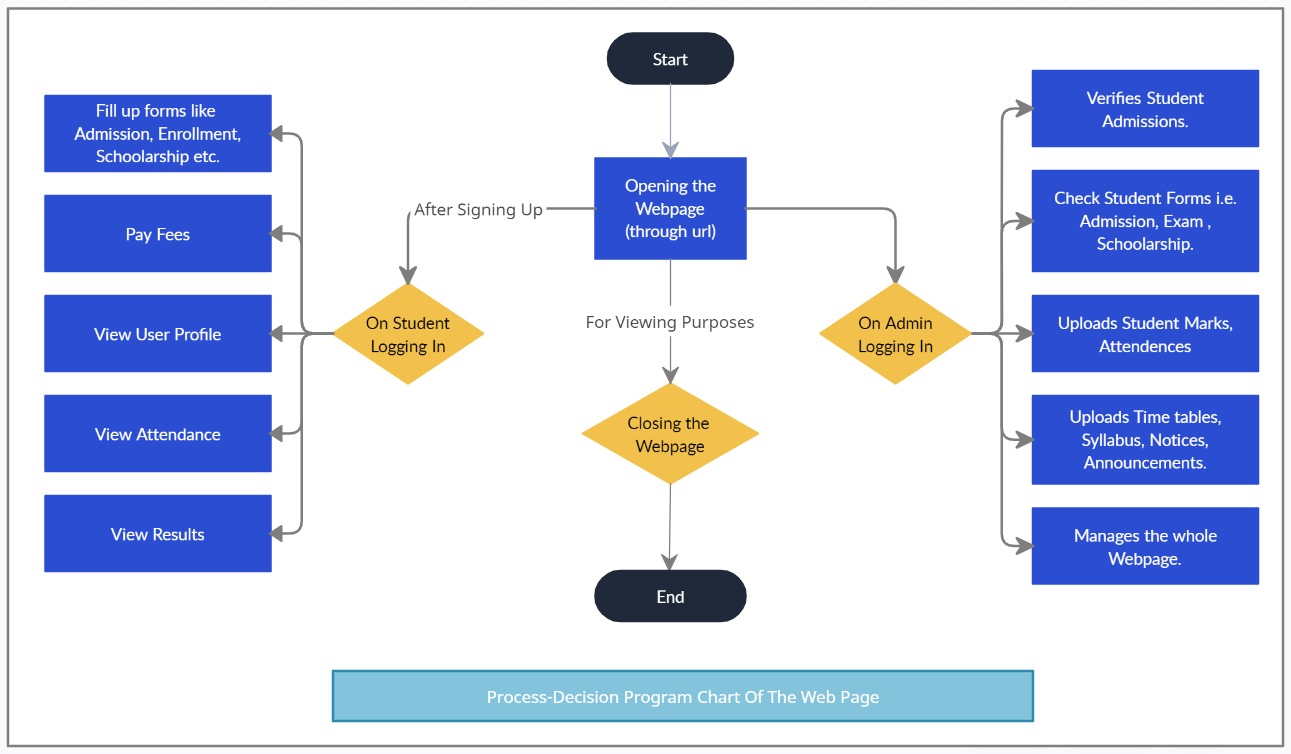 Start
Opening the
Webpage
(through url)
After Signing Up
For Viewing Purposes
On Student
Logging In
On Admin
Logging In
Closing the
Webpage
End
Fill up forms like
Admission, Enrollment,
Schoolarship etc.
Pay Fees
View User Profile
View Attendance
View Results
Verifies Student
Admissions.
Check Student Forms i.e.
Admission, Exam ,
Schoolarship.
Uploads Student Marks,
Attendences
Uploads Time tables,
Syllabus, Notices,
Announcements.
Manages the whole
Webpage.
Process-Decision Program Chart Of The Web Page